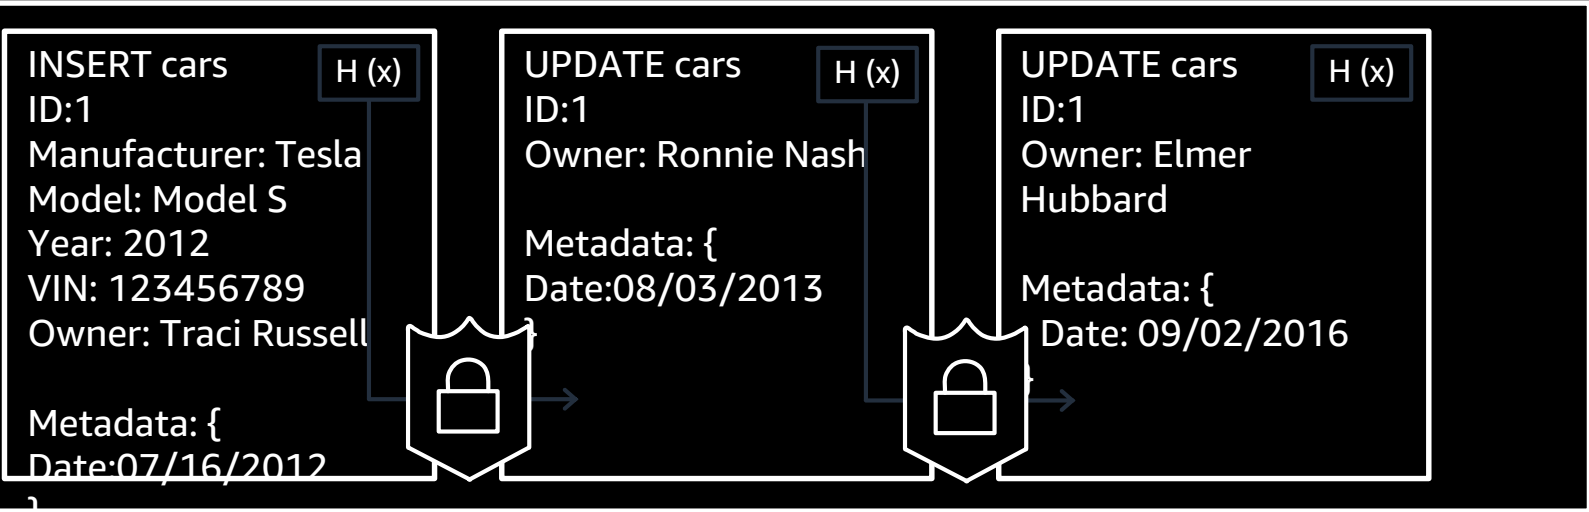 INSERT cars
H (x)
ID:1
Manufacturer: Tesla
Model: Model S
Year: 2012
VIN: 123456789
Owner: Traci Russell
Metadata: {
Date:07/16/2012
}
UPDATE cars
H (x)
ID:1
Owner: Ronnie Nash
Metadata: {
Date:08/03/2013
}
UPDATE cars
H (x)
ID:1
Owner: Elmer
Hubbard
Metadata: {
Date: 09/02/2016
}